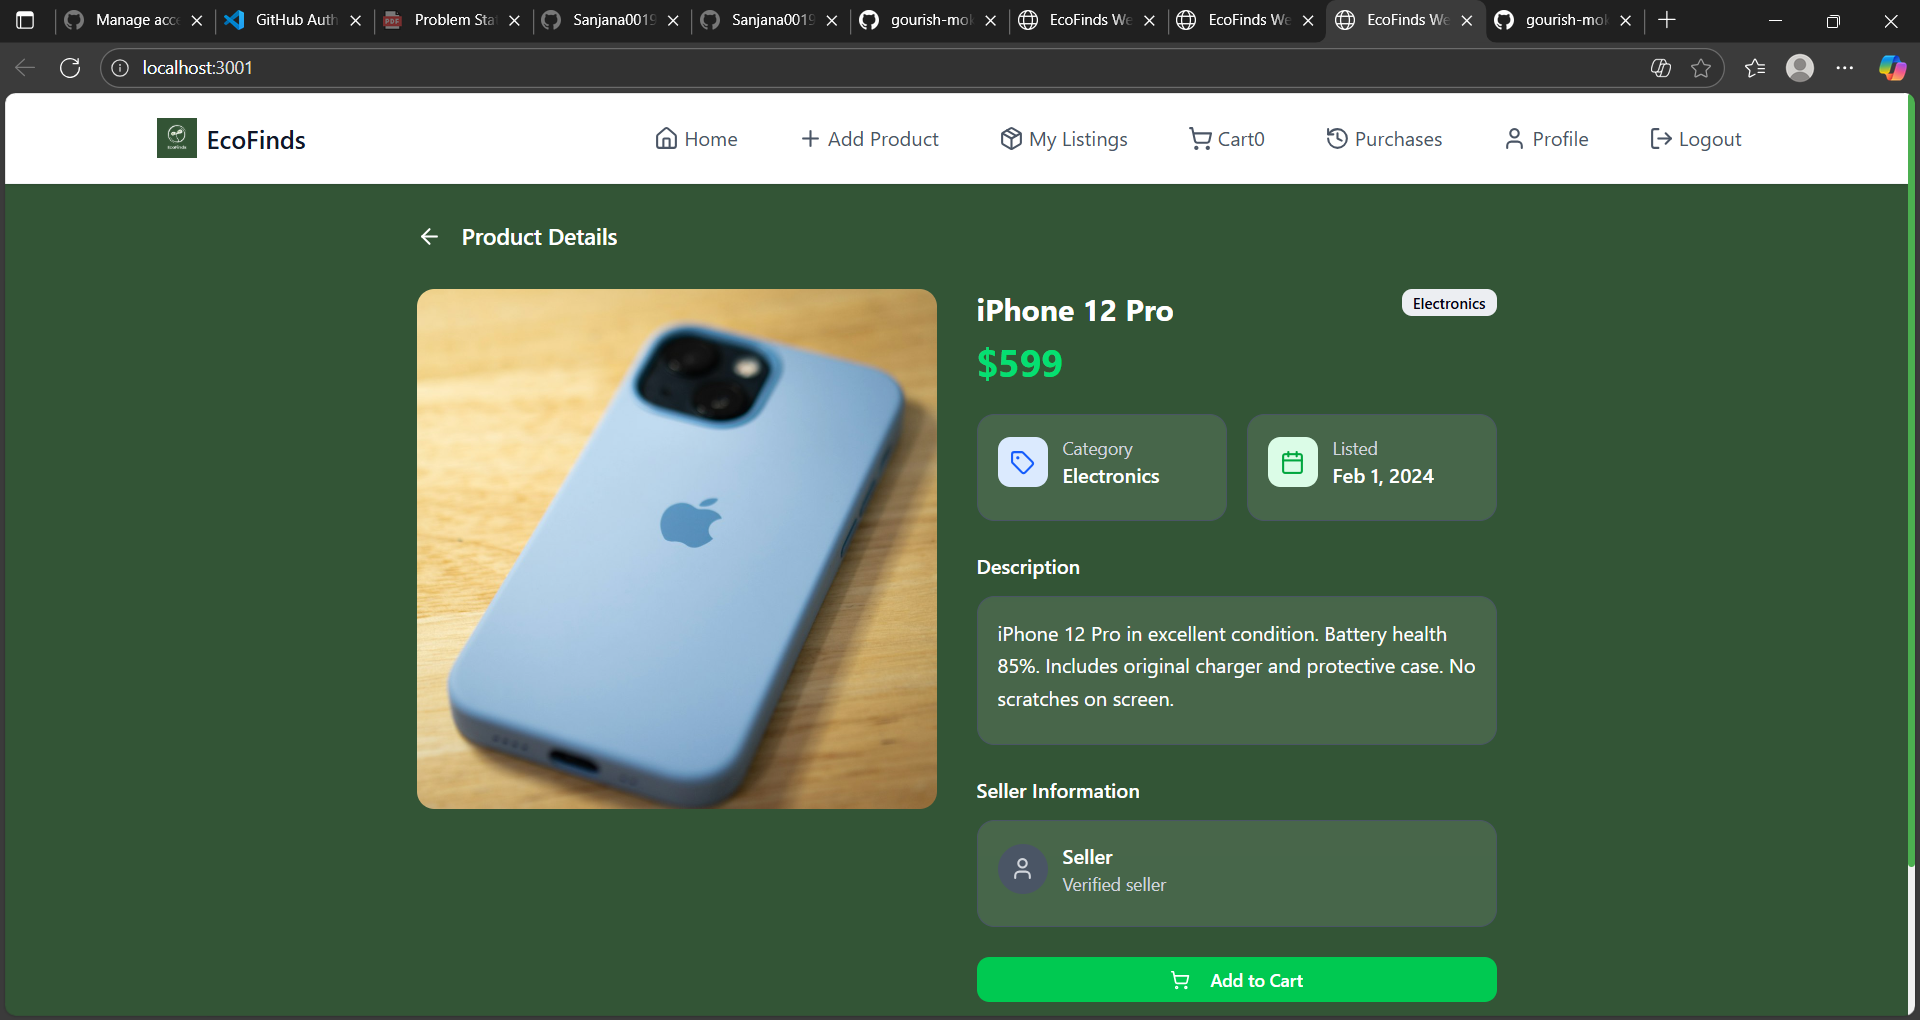 Manage acc
GitHub Auth
Problem Sta
Sanjana0019
Sanjana0019
gourish-mok
EcoFinds We
EcoFinds We
EcoFinds We
gourish-mok
localhost:3001
EcoFinds
Home
Add Product
My Listings
Cart0
Purchases
Profile
Logout
Product Details
iPhone 12 Pro
Electronics
$599
Category
Electronics
Listed
Feb 1, 2024
Description
iPhone 12 Pro in excellent condition. Battery health
85%. Includes original charger and protective case. No
scratches on screen.
Seller Information
Seller
Verified seller
Add to Cart